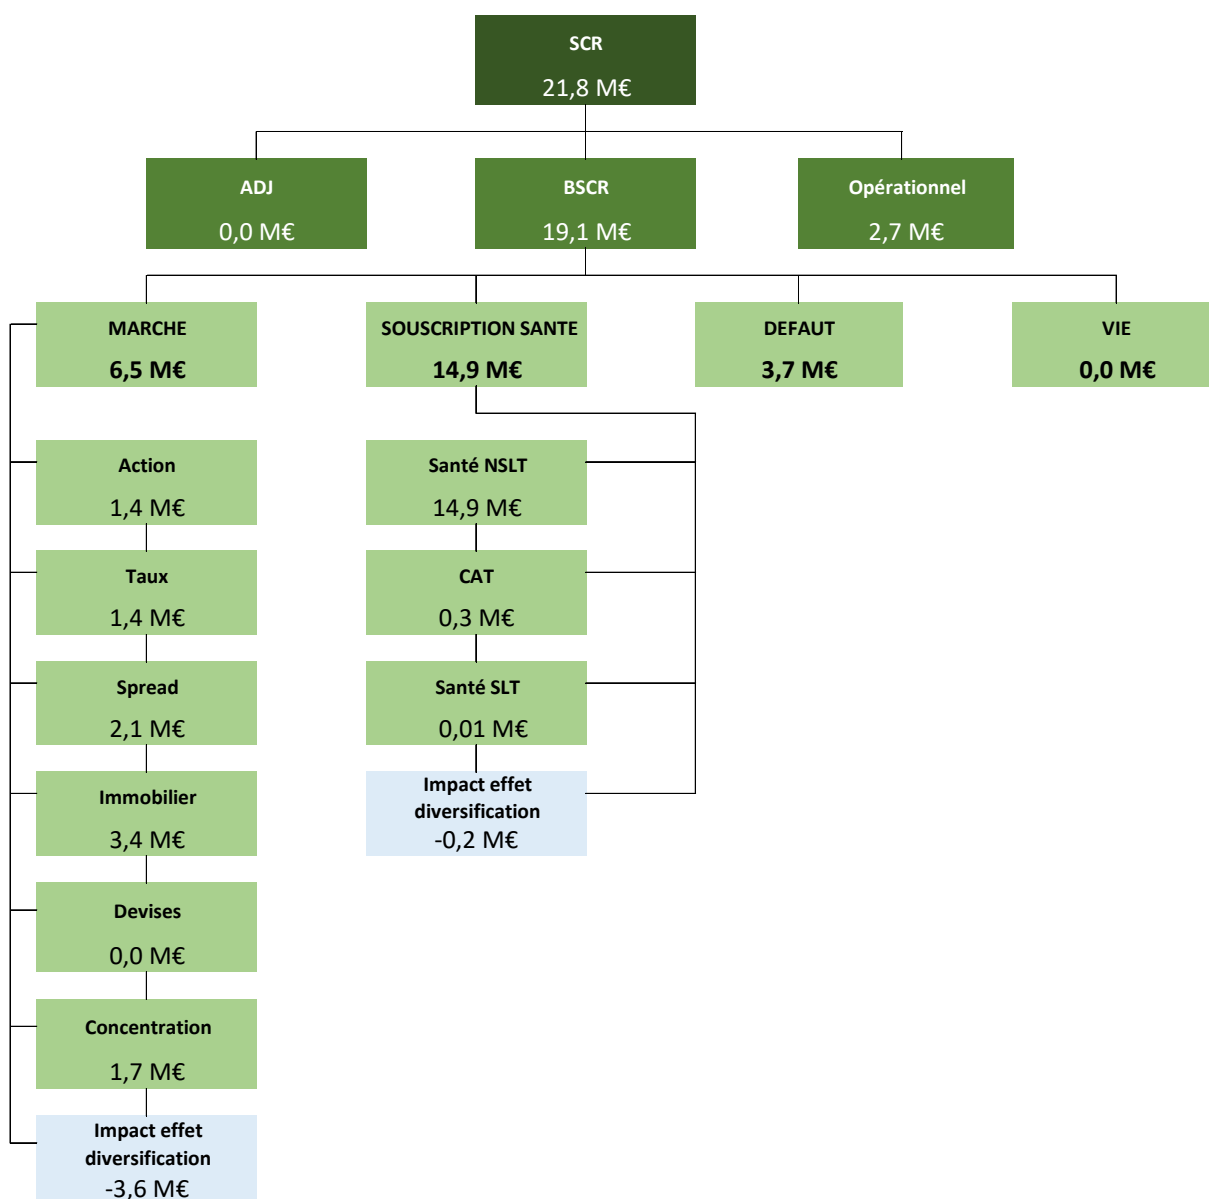 SCR
21,8 M€
ADJ
0,0 M€
BSCR
19,1 M€
Opérationnel
2,7 M€
MARCHE
6,5 M€
SOUSCRIPTION SANTE
14,9 M€
DEFAUT
3,7 M€
VIE
0,0 M€
Action
1,4 M€
Taux
1,4 M€
Spread
2,1 M€
Immobilier
3,4 M€
Devises
0,0 M€
Concentration
1,7 M€
Impact effet
diversification
-3,6 M€
Santé NSLT
14,9 M€
CAT
0,3 M€
Santé SLT
0,01 M€
Impact effet
diversification
-0,2 M€